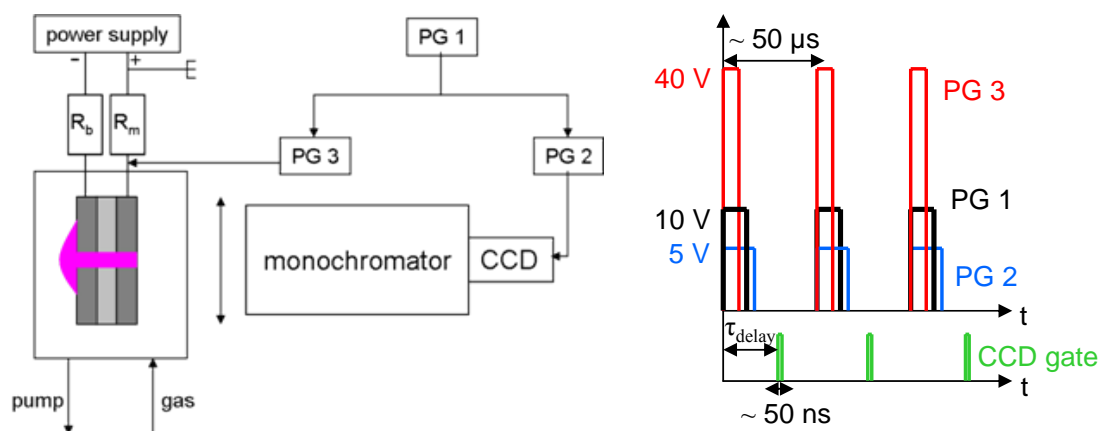 power supply
- +
R_b R_m
PG 1
PG 3
PG 2
monochromator
CCD
pump
gas
~ 50 µs
40 V
PG 3
PG 1
10 V
5 V
PG 2
t
τ_delay
CCD gate
t
~ 50 ns